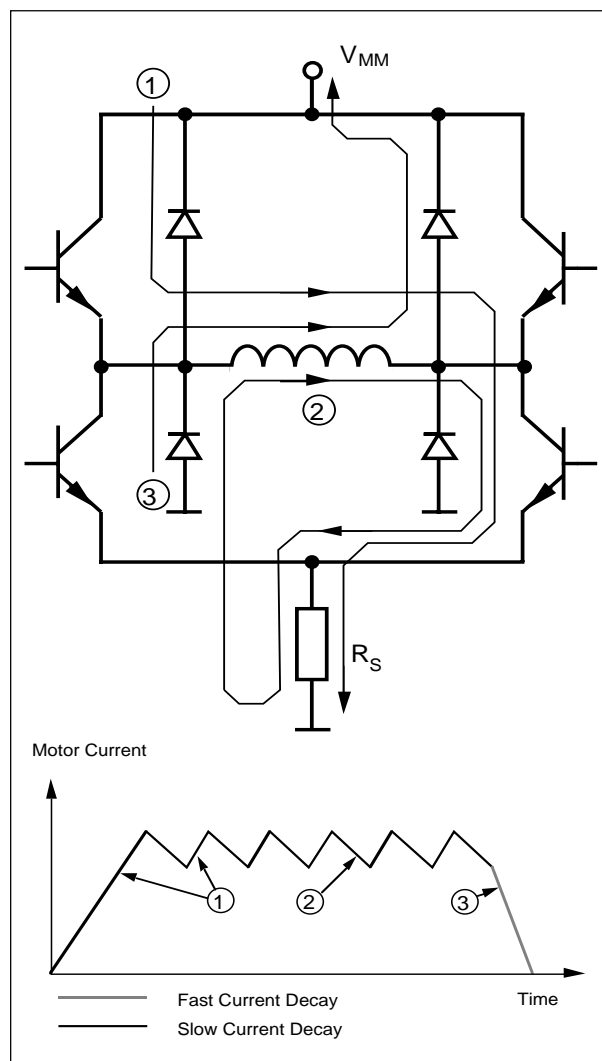 ① V_MM
②
③
R_S
Motor Current
① ② ③
Fast Current Decay Time
Slow Current Decay